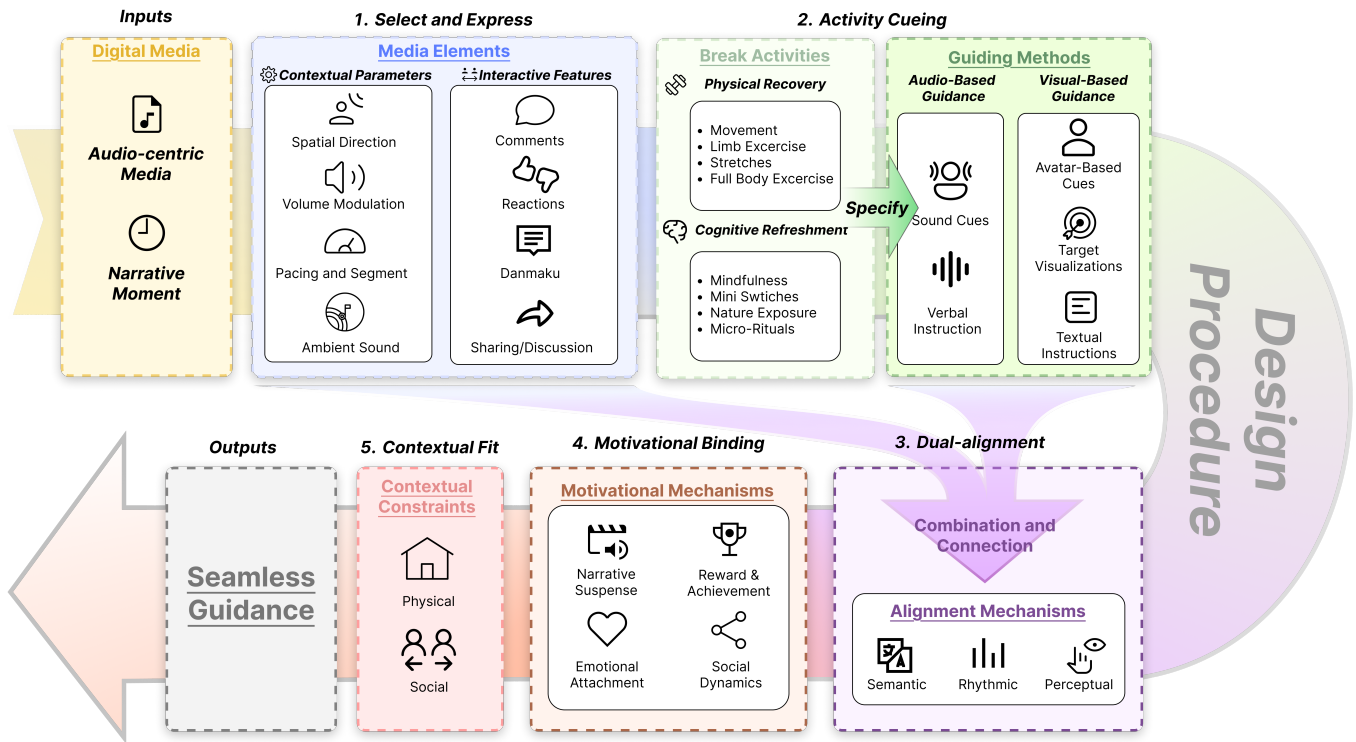 Inputs
1. Select and Express
2. Activity Cueing
Digital Media
Audio-centric
Media
Narrative
Moment
Media Elements
Contextual Parameters
Spatial Direction
Volume Modulation
Pacing and Segment
Ambient Sound
Interactive Features
Comments
Reactions
Danmaku
Sharing/Discussion
Break Activities
Physical Recovery
• Movement
• Limb Excercise
• Stretches
• Full Body Excercise
Cognitive Refreshment
• Mindfulness
• Mini Swtiches
• Nature Exposure
• Micro-Rituals
Specify
Guiding Methods
Audio-Based
Guidance
Sound Cues
Verbal
Instruction
Visual-Based
Guidance
Avatar-Based
Cues
Target
Visualizations
Textual
Instructions
Design
Procedure
3. Dual-alignment
Combination and
Connection
Alignment Mechanisms
Semantic
Rhythmic
Perceptual
4. Motivational Binding
Motivational Mechanisms
Narrative
Suspense
Reward &
Achievement
Emotional
Attachment
Social
Dynamics
5. Contextual Fit
Contextual
Constraints
Physical
Social
Outputs
Seamless
Guidance